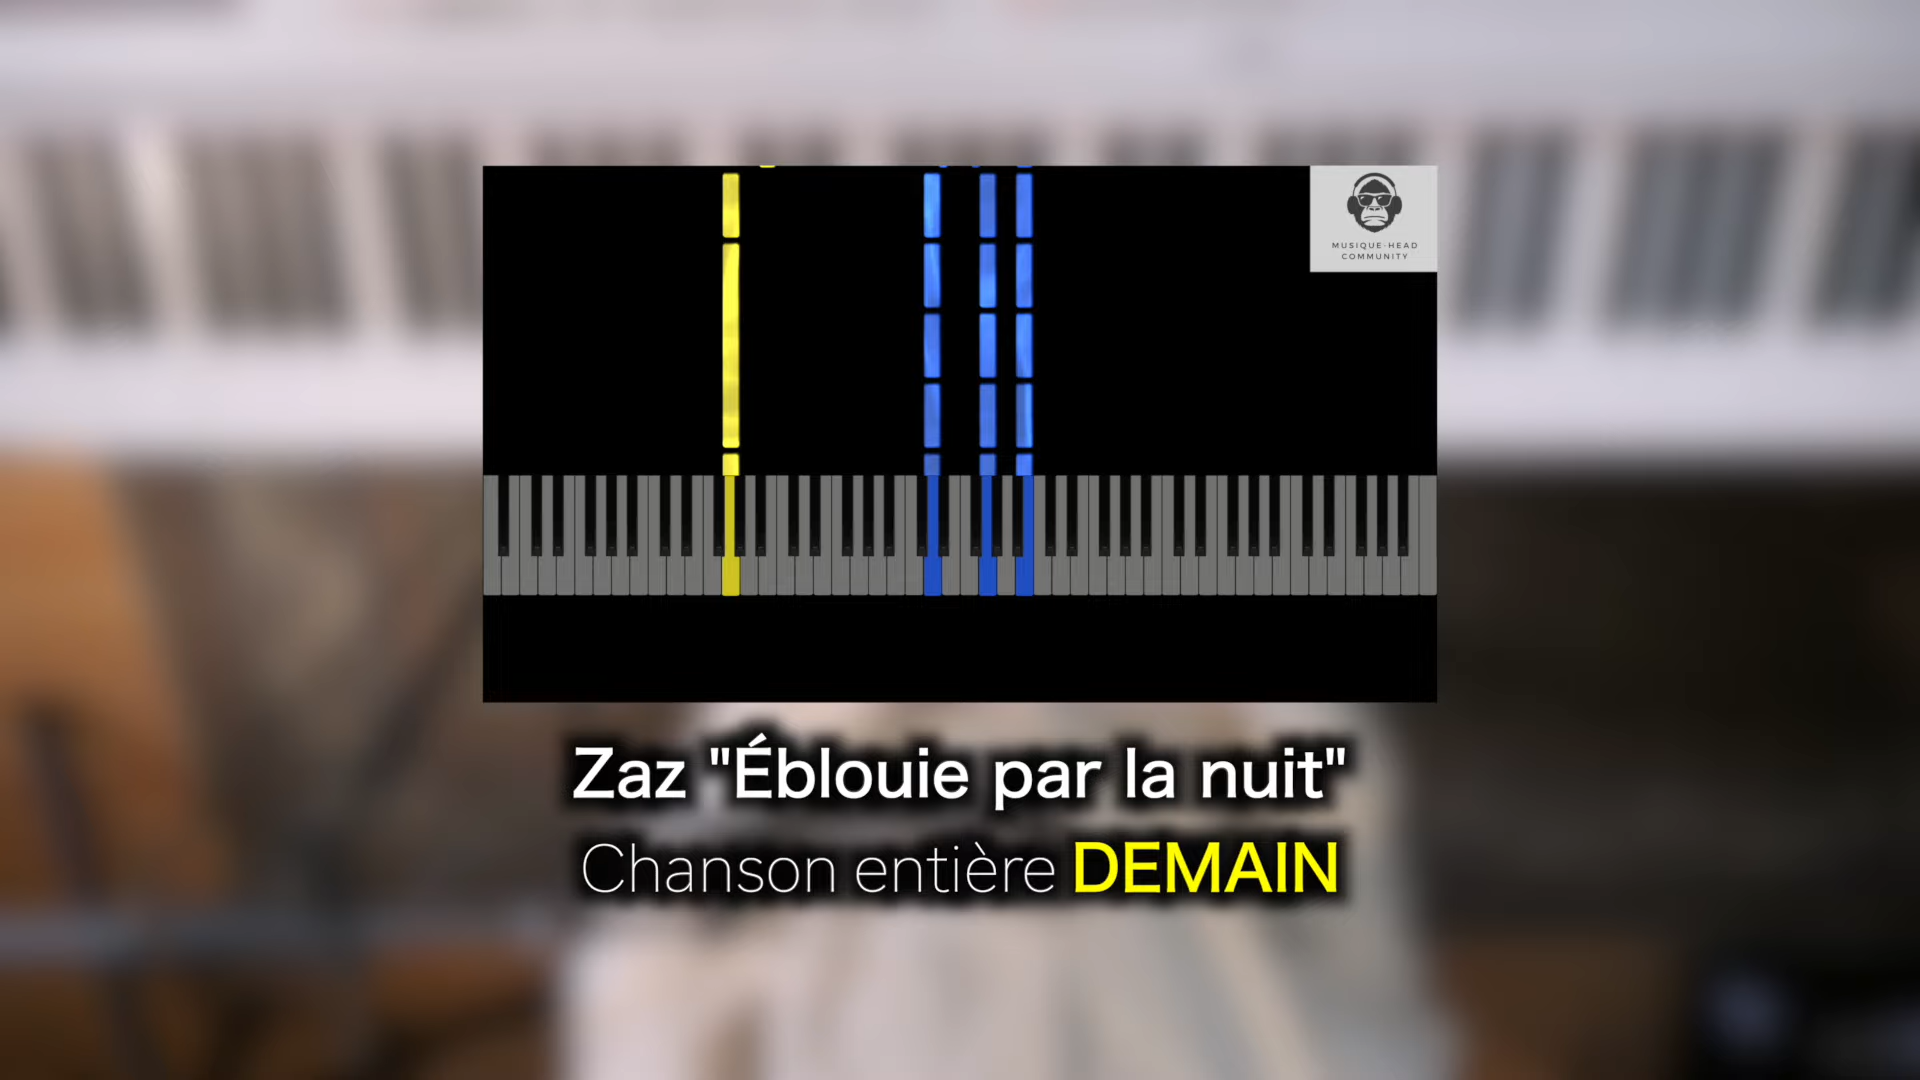 MUSIQUE-HEAD
COMMUNITY
Zaz "Éblouie par la nuit"
Chanson entière DEMAIN